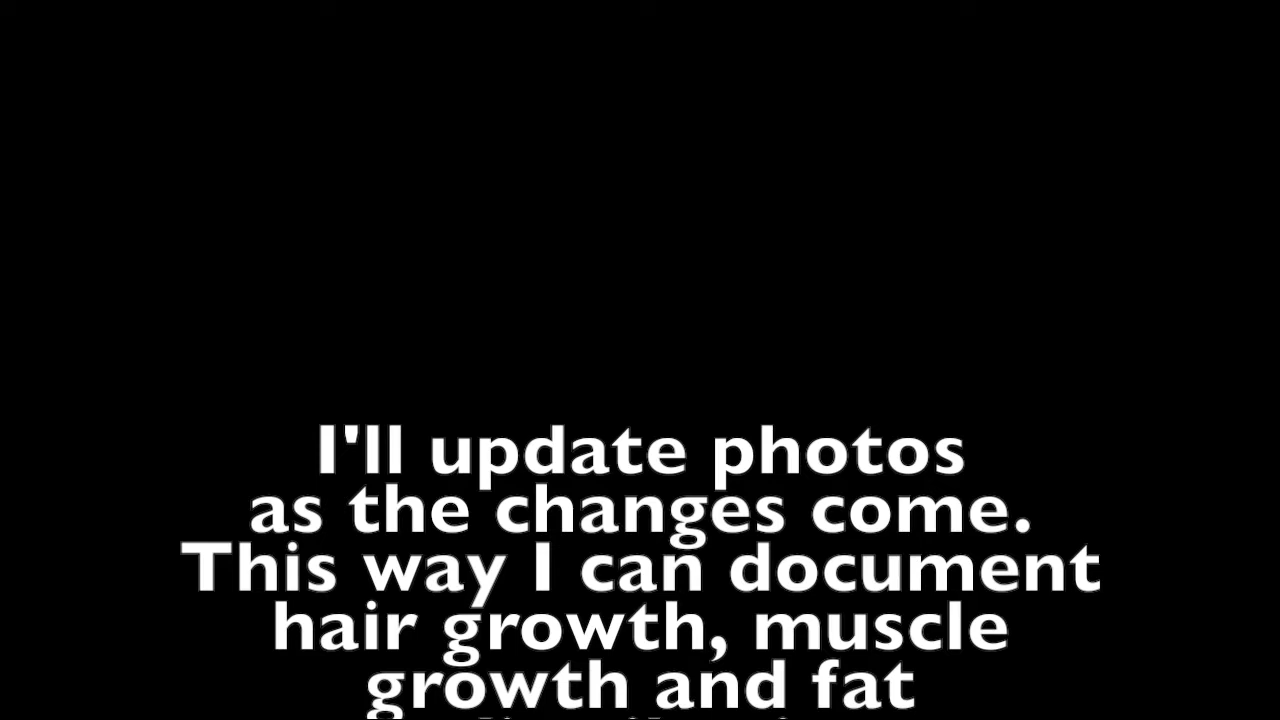 I'll update photos
as the changes come.
This way I can document
hair growth, muscle
growth and fat